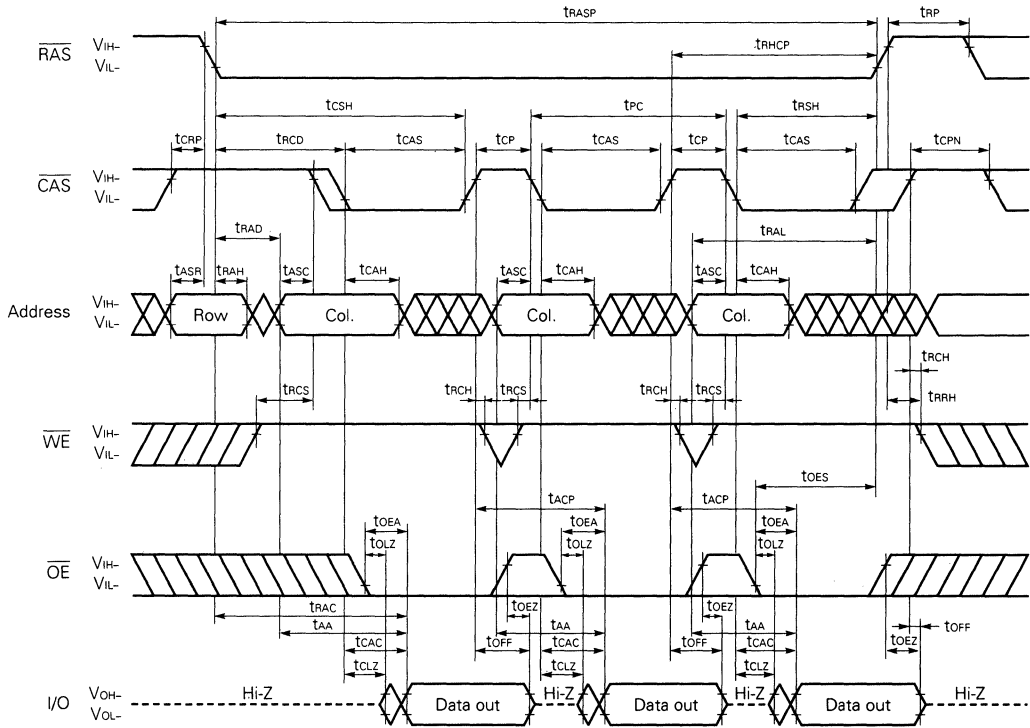 tRASP tRP
RAS VIH- VIL- tRHCP
tCSH tPC tRSH
tCRP tRCD tCAS tCP tCAS tCP tCAS tCPN
CAS VIH- VIL-
tRAD tRAL
tASR tRAH tASC tCAH tASC tCAH tASC tCAH
Address VIH- VIL- Row Col. Col. Col.
tRCH
tRCS tRCH tRCS tRCH tRCS tRRH
WE VIH- VIL-
tOES
tACP tACP
tOEA tOEA tOEA
tOLZ tOLZ tOLZ
OE VIH- VIL-
tRAC tOEZ tOEZ tOFF
tAA tAA tAA
tCAC tOFF tCAC tOFF tCAC tOEZ
tCLZ tCLZ tCLZ
I/O VOH- VOL- Hi-Z Data out Hi-Z Data out Hi-Z Data out Hi-Z